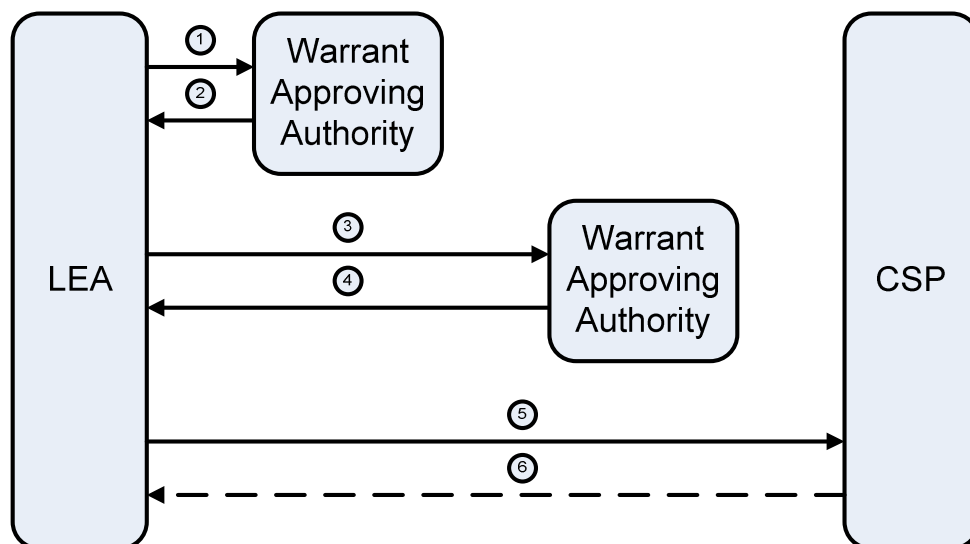 1
Warrant
Approving
Authority
2
3
Warrant
Approving
Authority
LEA
4
CSP
5
6